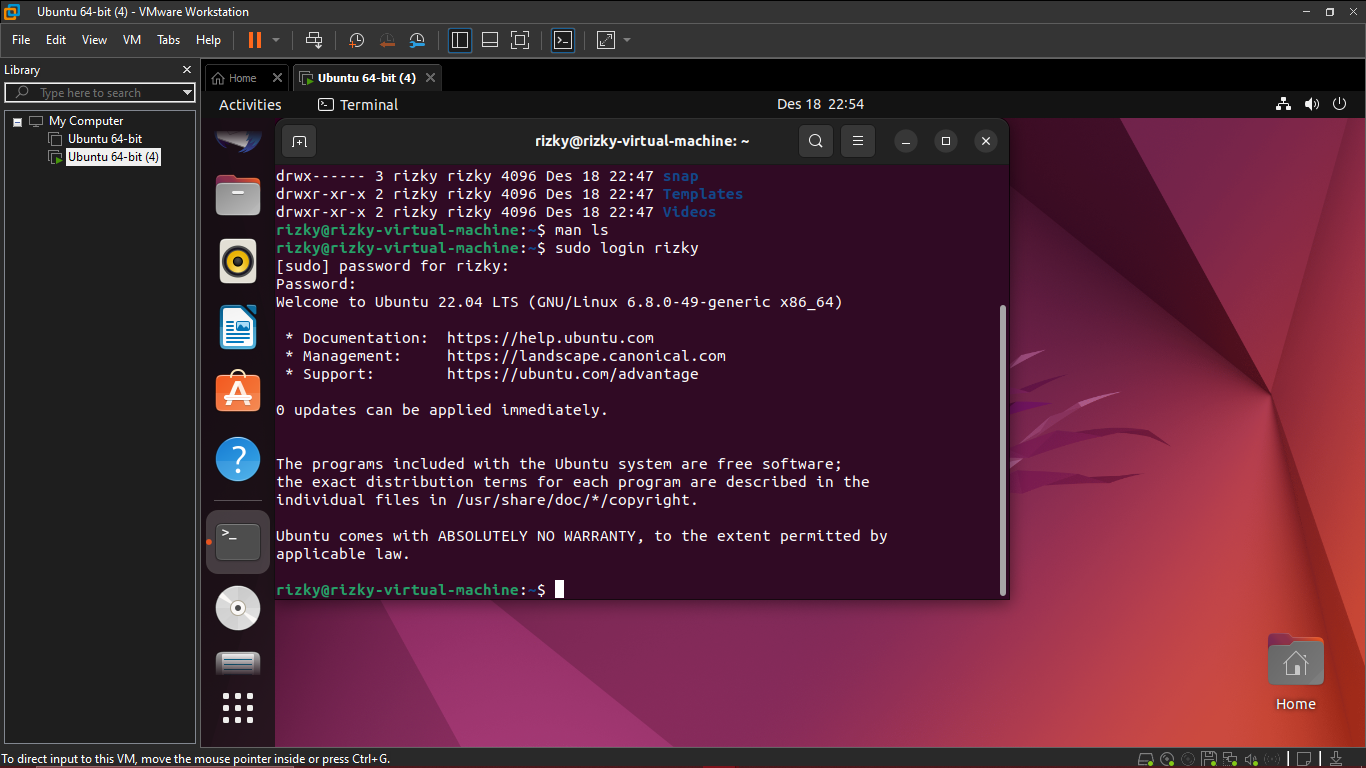 Ubuntu 64-bit (4) - VMware Workstation
File Edit View VM Tabs Help
Library
Type here to search
My Computer
Ubuntu 64-bit
Ubuntu 64-bit (4)
Home
Ubuntu 64-bit (4)
Activities
Terminal
Des 18 22:54
rizky@rizky-virtual-machine: ~
drwx------ 3 rizky rizky 4096 Des 18 22:47 snap
drwxr-xr-x 2 rizky rizky 4096 Des 18 22:47 Templates
drwxr-xr-x 2 rizky rizky 4096 Des 18 22:47 Videos
rizky@rizky-virtual-machine:~$ man ls
rizky@rizky-virtual-machine:~$ sudo login rizky
[sudo] password for rizky:
Password:
Welcome to Ubuntu 22.04 LTS (GNU/Linux 6.8.0-49-generic x86_64)
* Documentation:  https://help.ubuntu.com
* Management:     https://landscape.canonical.com
* Support:        https://ubuntu.com/advantage
0 updates can be applied immediately.
The programs included with the Ubuntu system are free software;
the exact distribution terms for each program are described in the
individual files in /usr/share/doc/*/copyright.
Ubuntu comes with ABSOLUTELY NO WARRANTY, to the extent permitted by
applicable law.
rizky@rizky-virtual-machine:~$
Home
To direct input to this VM, move the mouse pointer inside or press Ctrl+G.